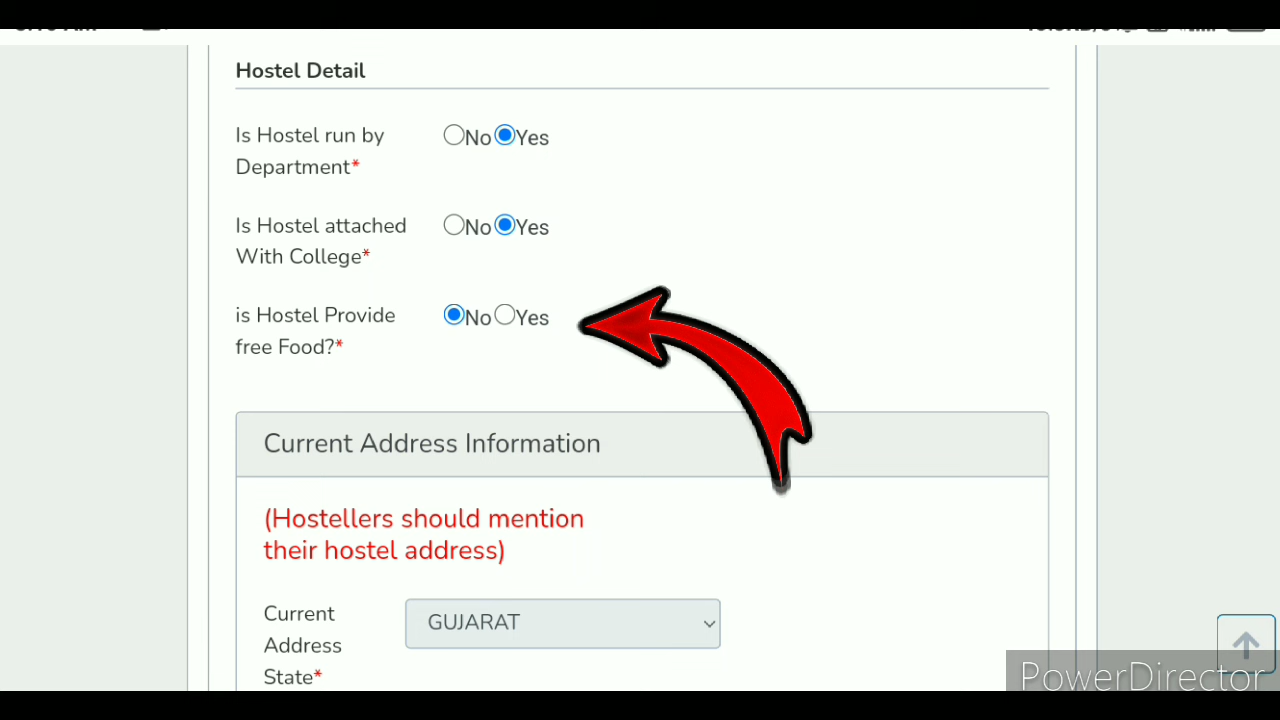 Hostel Detail
Is Hostel run by
Department*
No Yes
Is Hostel attached
With College*
No Yes
is Hostel Provide
free Food?*
No Yes
Current Address Information
(Hostellers should mention
their hostel address)
Current
Address
State*
GUJARAT
PowerDirector